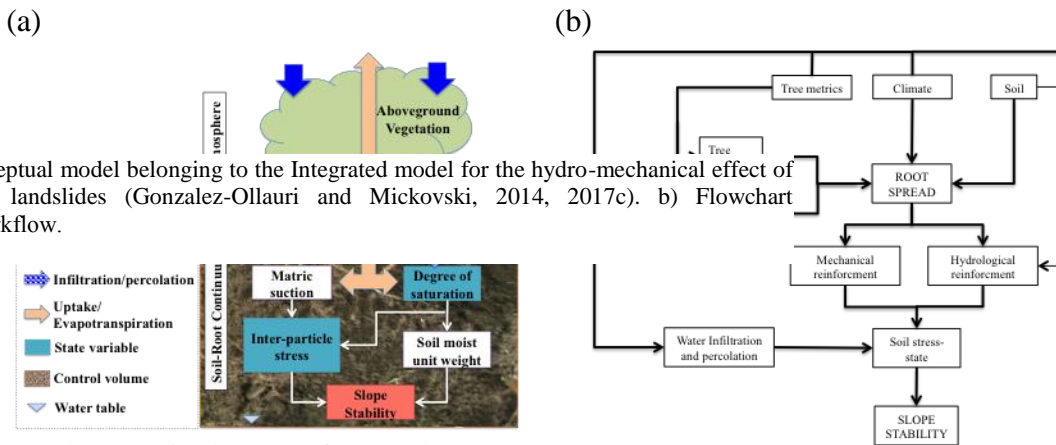 (a)
(b)
Aboveground
Vegetation
nosphere
Tree metrics
Climate
Soil
Tree
eptual model belonging to the Integrated model for the hydro-mechanical effect of
landslides (Gonzalez-Ollauri and Mickovski, 2014, 2017c). b) Flowchart
kflow.
Infiltration/percolation
Uptake/
Evapotranspiration
State variable
Control volume
Water table
Soil-Root Continuu
Matric
suction
Degree of
saturation
Inter-particle
stress
Soil moist
unit weight
Slope
Stability
ROOT
SPREAD
Mechanical
reinforcment
Hydrological
reinforcment
Water Infiltration
and percolation
Soil stress-
state
SLOPE
STABILITY